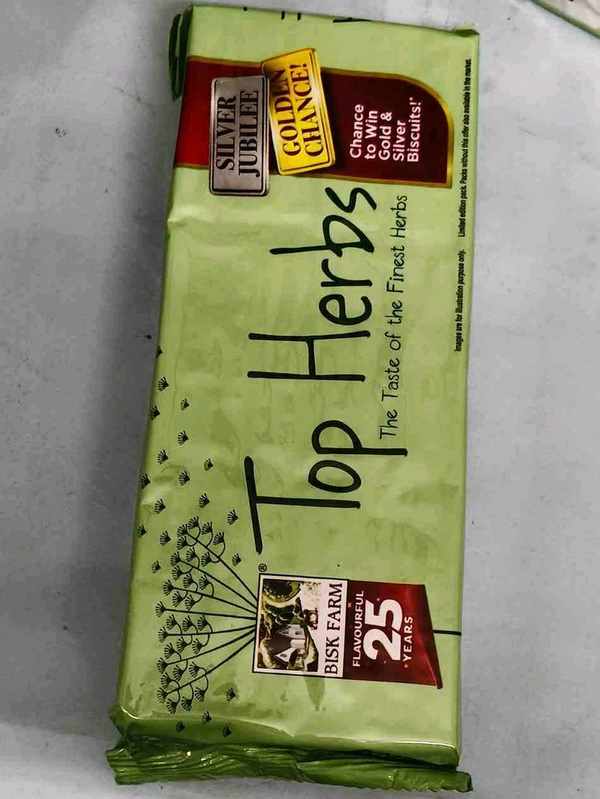 SILVER
JUBILEE
GOLDEN
CHANCE!
Chance
to Win
Gold &
Silver
Biscuits!*
Top Herbs
The Taste of the Finest Herbs
®
BISK FARM
FLAVOURFUL
25
YEARS
Images are for illustration purpose only. Limited edition pack. Packs without this offer also available in the market.